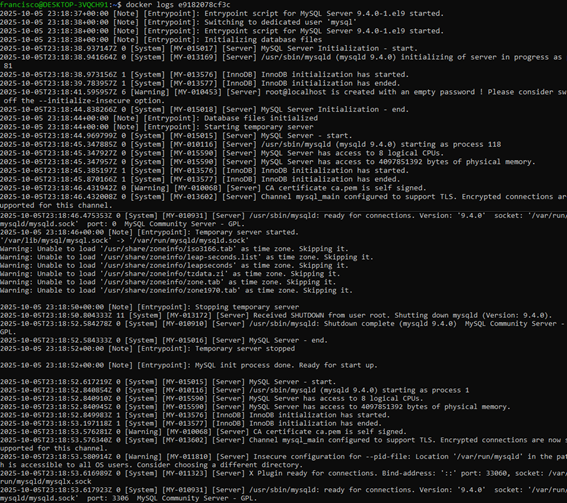 francisco@DESKTOP-3VQCH91:~$ docker logs e9182078cf3c
2025-10-05 23:18:37+00:00 [Note] [Entrypoint]: Entrypoint script for MySQL Server 9.4.0-1.el9 started.
2025-10-05 23:18:38+00:00 [Note] [Entrypoint]: Switching to dedicated user 'mysql'
2025-10-05 23:18:38+00:00 [Note] [Entrypoint]: Entrypoint script for MySQL Server 9.4.0-1.el9 started.
2025-10-05 23:18:38+00:00 [Note] [Entrypoint]: Initializing database files
2025-10-05T23:18:38.937147Z 0 [System] [MY-015017] [Server] MySQL Server Initialization - start.
2025-10-05T23:18:38.941664Z 0 [System] [MY-013169] [Server] /usr/sbin/mysqld (mysqld 9.4.0) initializing of server in progress as
81
2025-10-05T23:18:38.973156Z 1 [System] [MY-013576] [InnoDB] InnoDB initialization has started.
2025-10-05T23:18:39.783957Z 1 [System] [MY-013577] [InnoDB] InnoDB initialization has ended.
2025-10-05T23:18:41.595957Z 6 [Warning] [MY-010453] [Server] root@localhost is created with an empty password ! Please consider sw
off the --initialize-insecure option.
2025-10-05T23:18:44.838266Z 0 [System] [MY-015018] [Server] MySQL Server Initialization - end.
2025-10-05 23:18:44+00:00 [Note] [Entrypoint]: Database files initialized
2025-10-05 23:18:44+00:00 [Note] [Entrypoint]: Starting temporary server
2025-10-05T23:18:44.969799Z 0 [System] [MY-015015] [Server] MySQL Server - start.
2025-10-05T23:18:45.347885Z 0 [System] [MY-010116] [Server] /usr/sbin/mysqld (mysqld 9.4.0) starting as process 118
2025-10-05T23:18:45.347927Z 0 [System] [MY-015590] [Server] MySQL Server has access to 8 logical CPUs.
2025-10-05T23:18:45.347957Z 0 [System] [MY-015590] [Server] MySQL Server has access to 4097851392 bytes of physical memory.
2025-10-05T23:18:45.385197Z 1 [System] [MY-013576] [InnoDB] InnoDB initialization has started.
2025-10-05T23:18:45.870166Z 1 [System] [MY-013577] [InnoDB] InnoDB initialization has ended.
2025-10-05T23:18:46.431942Z 0 [Warning] [MY-010068] [Server] CA certificate ca.pem is self signed.
2025-10-05T23:18:46.432008Z 0 [System] [MY-013602] [Server] Channel mysql_main configured to support TLS. Encrypted connections are
upported for this channel.
2025-10-05T23:18:46.475353Z 0 [System] [MY-010931] [Server] /usr/sbin/mysqld: ready for connections. Version: '9.4.0'  socket: '/var/run/
mysqld/mysqld.sock'  port: 0  MySQL Community Server - GPL.
2025-10-05 23:18:46+00:00 [Note] [Entrypoint]: Temporary server started.
'/var/lib/mysql/mysql.sock' -> '/var/run/mysqld/mysqld.sock'
Warning: Unable to load '/usr/share/zoneinfo/iso3166.tab' as time zone. Skipping it.
Warning: Unable to load '/usr/share/zoneinfo/leap-seconds.list' as time zone. Skipping it.
Warning: Unable to load '/usr/share/zoneinfo/leapseconds' as time zone. Skipping it.
Warning: Unable to load '/usr/share/zoneinfo/tzdata.zi' as time zone. Skipping it.
Warning: Unable to load '/usr/share/zoneinfo/zone.tab' as time zone. Skipping it.
Warning: Unable to load '/usr/share/zoneinfo/zone1970.tab' as time zone. Skipping it.
2025-10-05 23:18:50+00:00 [Note] [Entrypoint]: Stopping temporary server
2025-10-05T23:18:50.804333Z 11 [System] [MY-013172] [Server] Received SHUTDOWN from user root. Shutting down mysqld (Version: 9.4.0).
2025-10-05T23:18:52.584278Z 0 [System] [MY-010910] [Server] /usr/sbin/mysqld: Shutdown complete (mysqld 9.4.0)  MySQL Community Server -
GPL.
2025-10-05T23:18:52.584333Z 0 [System] [MY-015016] [Server] MySQL Server - end.
2025-10-05 23:18:52+00:00 [Note] [Entrypoint]: Temporary server stopped
2025-10-05 23:18:52+00:00 [Note] [Entrypoint]: MySQL init process done. Ready for start up.
2025-10-05T23:18:52.617219Z 0 [System] [MY-015015] [Server] MySQL Server - start.
2025-10-05T23:18:52.840854Z 0 [System] [MY-010116] [Server] /usr/sbin/mysqld (mysqld 9.4.0) starting as process 1
2025-10-05T23:18:52.840910Z 0 [System] [MY-015590] [Server] MySQL Server has access to 8 logical CPUs.
2025-10-05T23:18:52.840945Z 0 [System] [MY-015590] [Server] MySQL Server has access to 4097851392 bytes of physical memory.
2025-10-05T23:18:52.849983Z 1 [System] [MY-013576] [InnoDB] InnoDB initialization has started.
2025-10-05T23:18:53.197118Z 1 [System] [MY-013577] [InnoDB] InnoDB initialization has ended.
2025-10-05T23:18:53.576281Z 0 [Warning] [MY-010068] [Server] CA certificate ca.pem is self signed.
2025-10-05T23:18:53.576340Z 0 [System] [MY-013602] [Server] Channel mysql_main configured to support TLS. Encrypted connections are now s
upported for this channel.
2025-10-05T23:18:53.580914Z 0 [Warning] [MY-011810] [Server] Insecure configuration for --pid-file: Location '/var/run/mysqld' in the pat
h is accessible to all OS users. Consider choosing a different directory.
2025-10-05T23:18:53.616989Z 0 [System] [MY-011323] [Server] X Plugin ready for connections. Bind-address: '::' port: 33060, socket: /var/
run/mysqld/mysqlx.sock
2025-10-05T23:18:53.617923Z 0 [System] [MY-010931] [Server] /usr/sbin/mysqld: ready for connections. Version: '9.4.0'  socket: '/var/run/
mysqld/mysqld.sock'  port: 3306  MySQL Community Server - GPL.